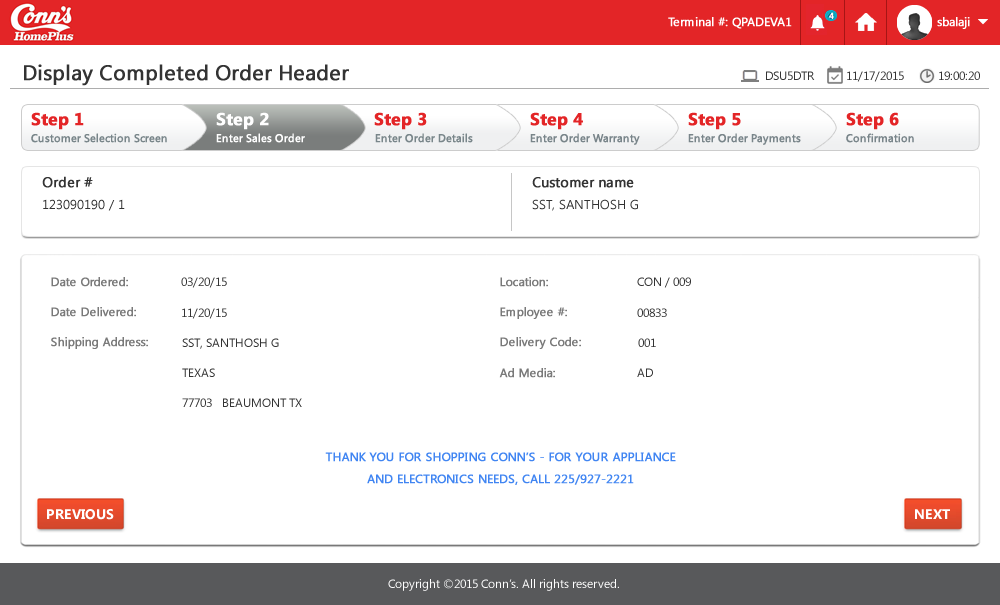 Conn's
HomePlus
Terminal #: QPADEVA1
4
sbalaji
Display Completed Order Header
DSU5DTR
11/17/2015
19:00:20
Step 1
Customer Selection Screen
Step 2
Enter Sales Order
Step 3
Enter Order Details
Step 4
Enter Order Warranty
Step 5
Enter Order Payments
Step 6
Confirmation
Order #
123090190 / 1
Customer name
SST, SANTHOSH G
Date Ordered: 03/20/15
Date Delivered: 11/20/15
Shipping Address: SST, SANTHOSH G
TEXAS
77703 BEAUMONT TX
Location: CON / 009
Employee #: 00833
Delivery Code: 001
Ad Media: AD
THANK YOU FOR SHOPPING CONN'S - FOR YOUR APPLIANCE
AND ELECTRONICS NEEDS, CALL 225/927-2221
PREVIOUS
NEXT
Copyright ©2015 Conn's. All rights reserved.